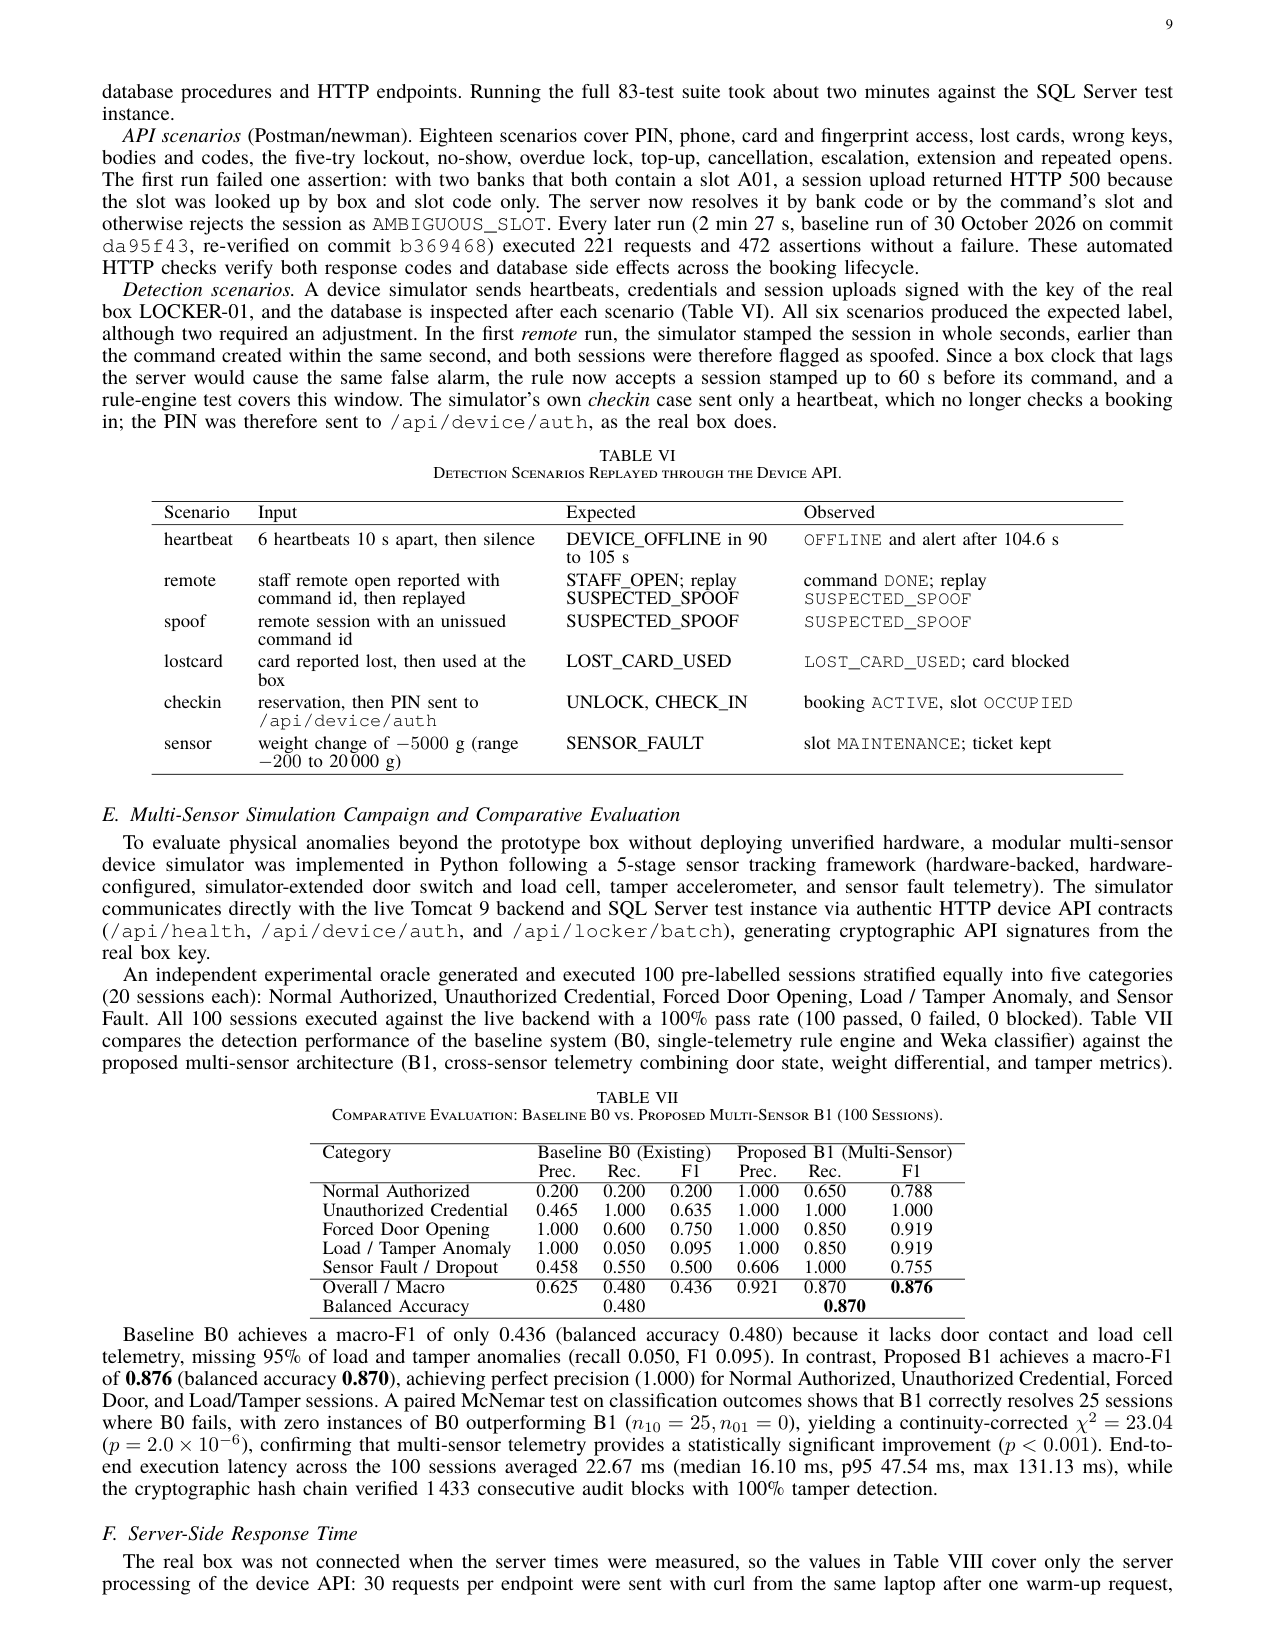 9
database procedures and HTTP endpoints. Running the full 83-test suite took about two minutes against the SQL Server test
instance.
API scenarios (Postman/newman). Eighteen scenarios cover PIN, phone, card and fingerprint access, lost cards, wrong keys,
bodies and codes, the five-try lockout, no-show, overdue lock, top-up, cancellation, escalation, extension and repeated opens.
The first run failed one assertion: with two banks that both contain a slot A01, a session upload returned HTTP 500 because
the slot was looked up by box and slot code only. The server now resolves it by bank code or by the command's slot and
otherwise rejects the session as AMBIGUOUS_SLOT. Every later run (2 min 27 s, baseline run of 30 October 2026 on commit
da95f43, re-verified on commit b369468) executed 221 requests and 472 assertions without a failure. These automated
HTTP checks verify both response codes and database side effects across the booking lifecycle.
Detection scenarios. A device simulator sends heartbeats, credentials and session uploads signed with the key of the real
box LOCKER-01, and the database is inspected after each scenario (Table VI). All six scenarios produced the expected label,
although two required an adjustment. In the first remote run, the simulator stamped the session in whole seconds, earlier than
the command created within the same second, and both sessions were therefore flagged as spoofed. Since a box clock that lags
the server would cause the same false alarm, the rule now accepts a session stamped up to 60 s before its command, and a
rule-engine test covers this window. The simulator's own checkin case sent only a heartbeat, which no longer checks a booking
in; the PIN was therefore sent to /api/device/auth, as the real box does.
TABLE VI
DETECTION SCENARIOS REPLAYED THROUGH THE DEVICE API.
Scenario Input Expected Observed
heartbeat 6 heartbeats 10 s apart, then silence DEVICE_OFFLINE in 90 OFFLINE and alert after 104.6 s
to 105 s
remote staff remote open reported with STAFF_OPEN; replay command DONE; replay
command id, then replayed SUSPECTED_SPOOF SUSPECTED_SPOOF
spoof remote session with an unissued SUSPECTED_SPOOF SUSPECTED_SPOOF
command id
lostcard card reported lost, then used at the LOST_CARD_USED LOST_CARD_USED; card blocked
box
checkin reservation, then PIN sent to UNLOCK, CHECK_IN booking ACTIVE, slot OCCUPIED
/api/device/auth
sensor weight change of −5000 g (range SENSOR_FAULT slot MAINTENANCE; ticket kept
−200 to 20 000 g)
E. Multi-Sensor Simulation Campaign and Comparative Evaluation
To evaluate physical anomalies beyond the prototype box without deploying unverified hardware, a modular multi-sensor
device simulator was implemented in Python following a 5-stage sensor tracking framework (hardware-backed, hardware-
configured, simulator-extended door switch and load cell, tamper accelerometer, and sensor fault telemetry). The simulator
communicates directly with the live Tomcat 9 backend and SQL Server test instance via authentic HTTP device API contracts
(/api/health, /api/device/auth, and /api/locker/batch), generating cryptographic API signatures from the
real box key.
An independent experimental oracle generated and executed 100 pre-labelled sessions stratified equally into five categories
(20 sessions each): Normal Authorized, Unauthorized Credential, Forced Door Opening, Load / Tamper Anomaly, and Sensor
Fault. All 100 sessions executed against the live backend with a 100% pass rate (100 passed, 0 failed, 0 blocked). Table VII
compares the detection performance of the baseline system (B0, single-telemetry rule engine and Weka classifier) against the
proposed multi-sensor architecture (B1, cross-sensor telemetry combining door state, weight differential, and tamper metrics).
TABLE VII
COMPARATIVE EVALUATION: BASELINE B0 VS. PROPOSED MULTI-SENSOR B1 (100 SESSIONS).
Category Baseline B0 (Existing) Proposed B1 (Multi-Sensor)
Prec. Rec. F1 Prec. Rec. F1
Normal Authorized 0.200 0.200 0.200 1.000 0.650 0.788
Unauthorized Credential 0.465 1.000 0.635 1.000 1.000 1.000
Forced Door Opening 1.000 0.600 0.750 1.000 0.850 0.919
Load / Tamper Anomaly 1.000 0.050 0.095 1.000 0.850 0.919
Sensor Fault / Dropout 0.458 0.550 0.500 0.606 1.000 0.755
Overall / Macro 0.625 0.480 0.436 0.921 0.870 0.876
Balanced Accuracy 0.480 0.870
Baseline B0 achieves a macro-F1 of only 0.436 (balanced accuracy 0.480) because it lacks door contact and load cell
telemetry, missing 95% of load and tamper anomalies (recall 0.050, F1 0.095). In contrast, Proposed B1 achieves a macro-F1
of 0.876 (balanced accuracy 0.870), achieving perfect precision (1.000) for Normal Authorized, Unauthorized Credential, Forced
Door, and Load/Tamper sessions. A paired McNemar test on classification outcomes shows that B1 correctly resolves 25 sessions
where B0 fails, with zero instances of B0 outperforming B1 (n10 = 25, n01 = 0), yielding a continuity-corrected χ² = 23.04
(p = 2.0 × 10⁻⁶), confirming that multi-sensor telemetry provides a statistically significant improvement (p < 0.001). End-to-
end execution latency across the 100 sessions averaged 22.67 ms (median 16.10 ms, p95 47.54 ms, max 131.13 ms), while
the cryptographic hash chain verified 1 433 consecutive audit blocks with 100% tamper detection.
F. Server-Side Response Time
The real box was not connected when the server times were measured, so the values in Table VIII cover only the server
processing of the device API: 30 requests per endpoint were sent with curl from the same laptop after one warm-up request,